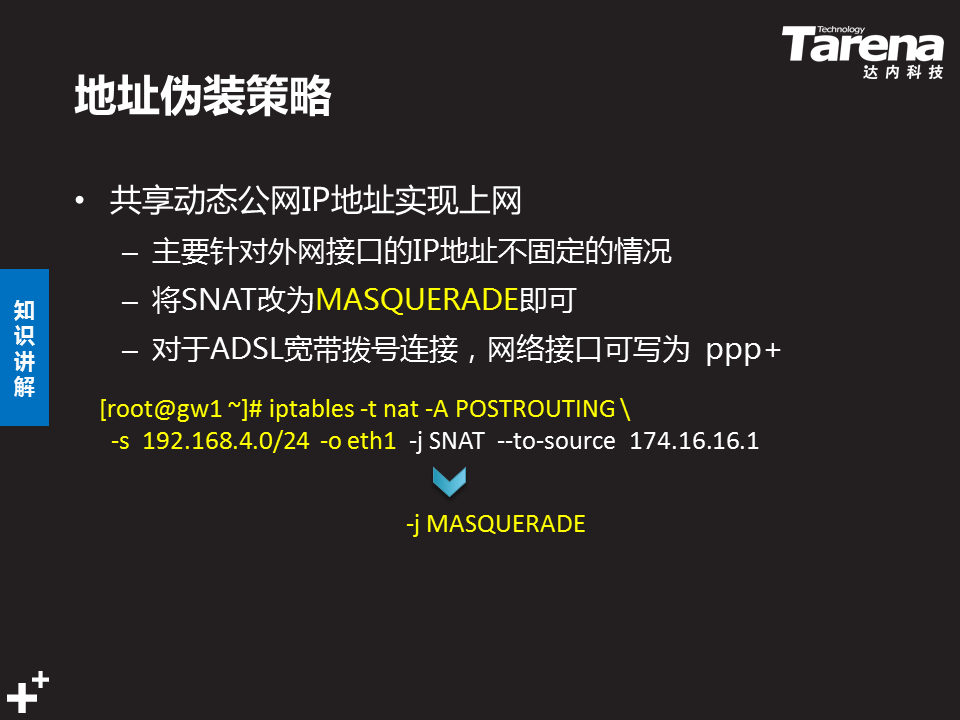 Technology
Tarena
达内科技
地址伪装策略
• 共享动态公网IP地址实现上网
– 主要针对外网接口的IP地址不固定的情况
– 将SNAT改为MASQUERADE即可
– 对于ADSL宽带拨号连接，网络接口可写为 ppp+
知识讲解
[root@gw1 ~]# iptables -t nat -A POSTROUTING \
-s 192.168.4.0/24 -o eth1 -j SNAT --to-source 174.16.16.1
-j MASQUERADE